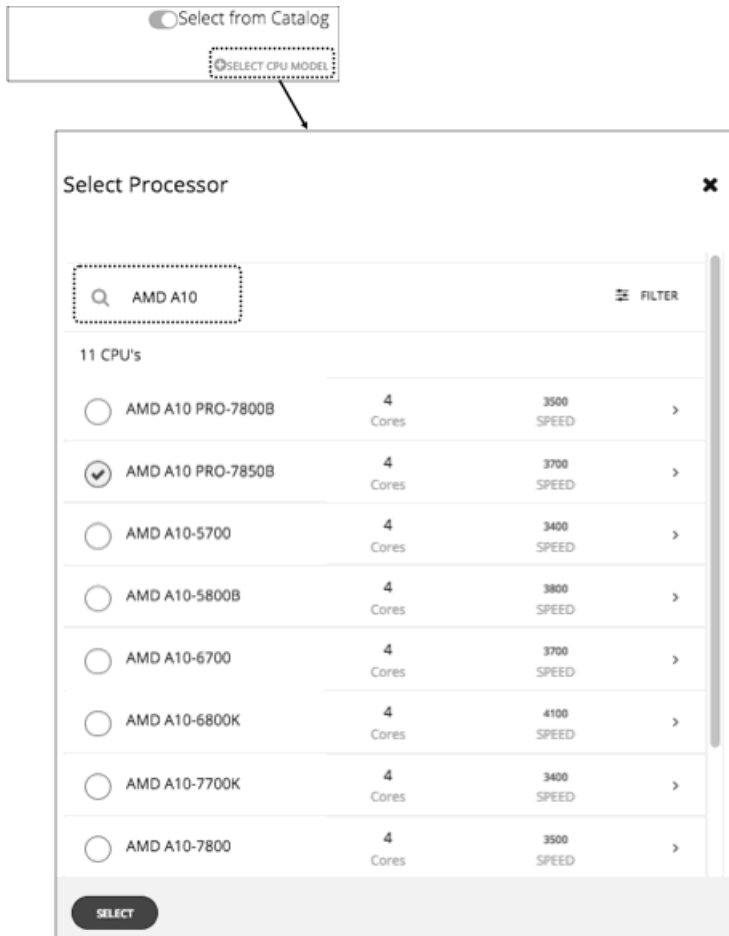 Select from Catalog
SELECT CPU MODEL
Select Processor
AMD A10
FILTER
11 CPU's
AMD A10 PRO-7800B 4 3500
Cores SPEED
AMD A10 PRO-7850B 4 3700
Cores SPEED
AMD A10-5700 4 3400
Cores SPEED
AMD A10-5800B 4 3800
Cores SPEED
AMD A10-6700 4 3700
Cores SPEED
AMD A10-6800K 4 4100
Cores SPEED
AMD A10-7700K 4 3400
Cores SPEED
AMD A10-7800 4 3500
Cores SPEED
SELECT